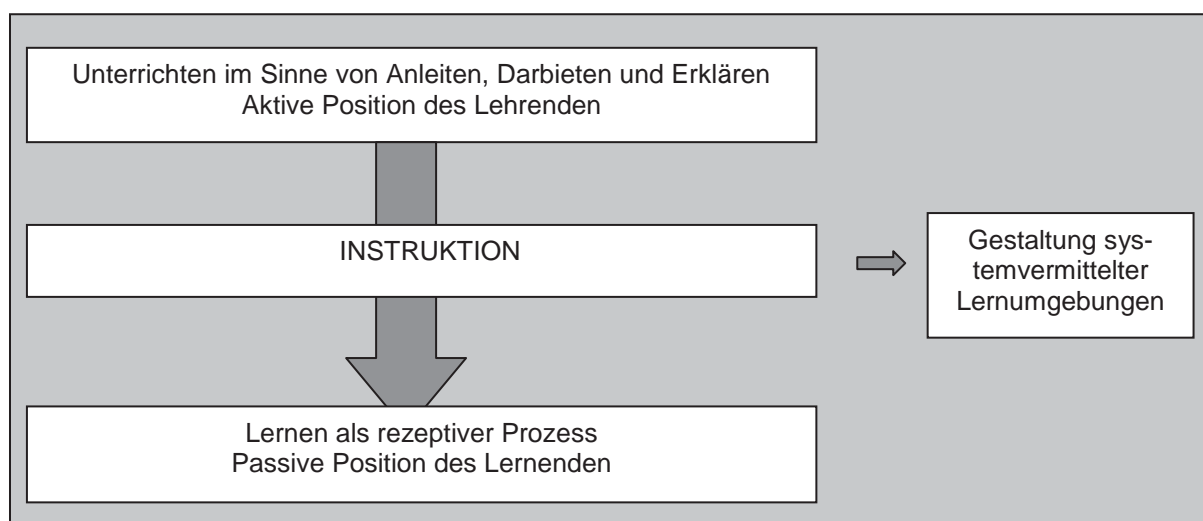 Unterrichten im Sinne von Anleiten, Darbieten und Erklären
Aktive Position des Lehrenden
INSTRUKTION
Gestaltung sys-
temvermittelter
Lernumgebungen
Lernen als rezeptiver Prozess
Passive Position des Lernenden